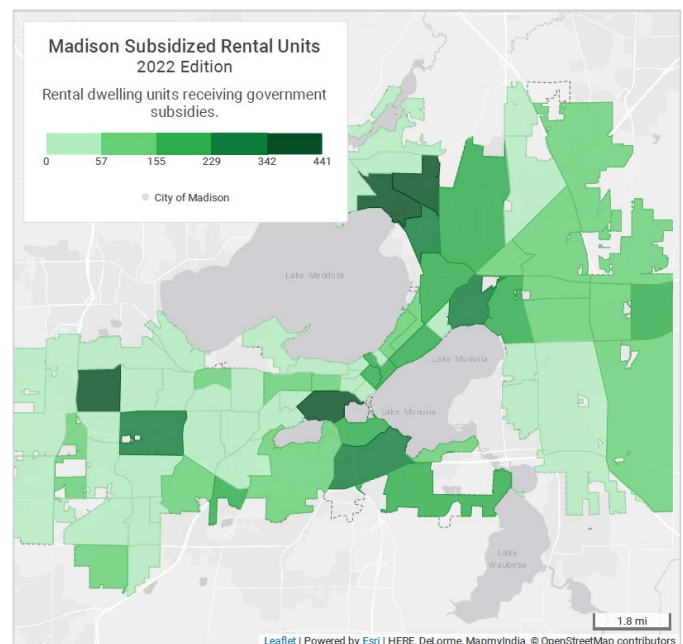 Madison Subsidized Rental Units
2022 Edition
Rental dwelling units receiving government
subsidies.
0 57 155 229 342 441
City of Madison
Lake Mendota
Lake Monona
Lake Monona
Lake
Waubesa
1.8 mi
Leaflet | Powered by Esri | HERE, DeLorme, MapmyIndia, © OpenStreetMap contributors